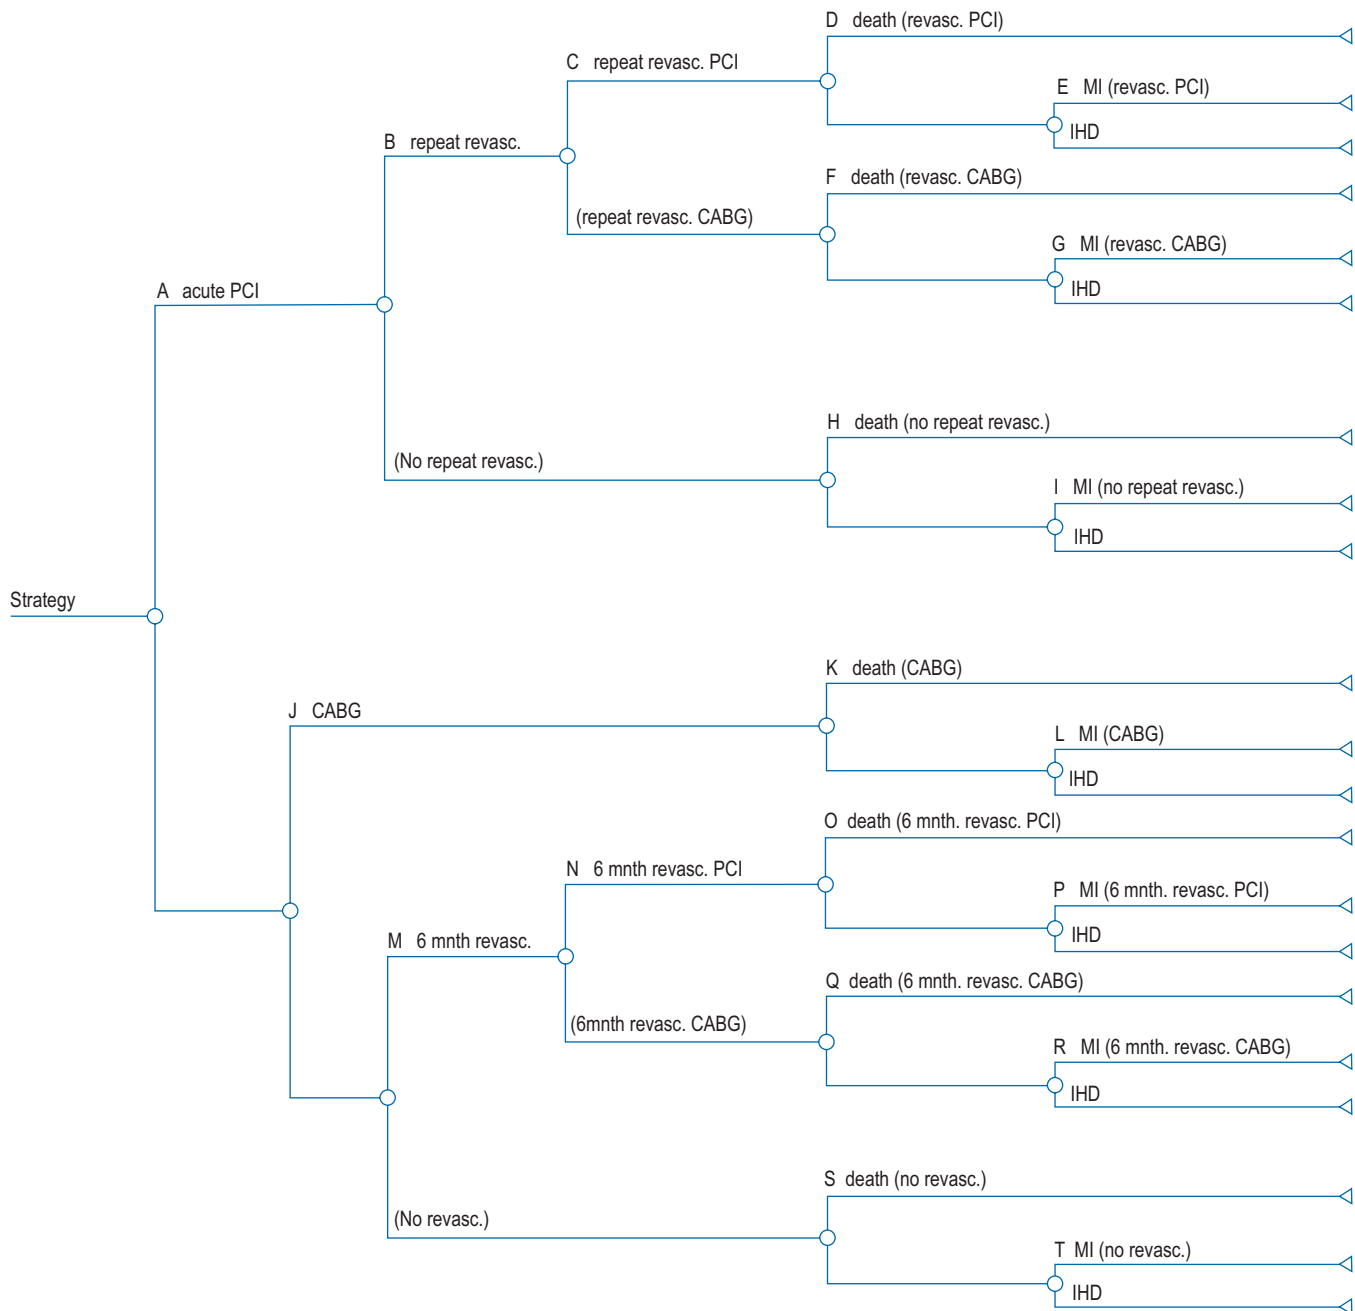 D death (revasc. PCI)
C repeat revasc. PCI
E MI (revasc. PCI)
IHD
B repeat revasc.
F death (revasc. CABG)
(repeat revasc. CABG)
G MI (revasc. CABG)
IHD
A acute PCI
H death (no repeat revasc.)
(No repeat revasc.)
I MI (no repeat revasc.)
IHD
Strategy
K death (CABG)
J CABG
L MI (CABG)
IHD
O death (6 mnth. revasc. PCI)
N 6 mnth revasc. PCI
P MI (6 mnth. revasc. PCI)
IHD
M 6 mnth revasc.
Q death (6 mnth. revasc. CABG)
(6mnth revasc. CABG)
R MI (6 mnth. revasc. CABG)
IHD
S death (no revasc.)
(No revasc.)
T MI (no revasc.)
IHD